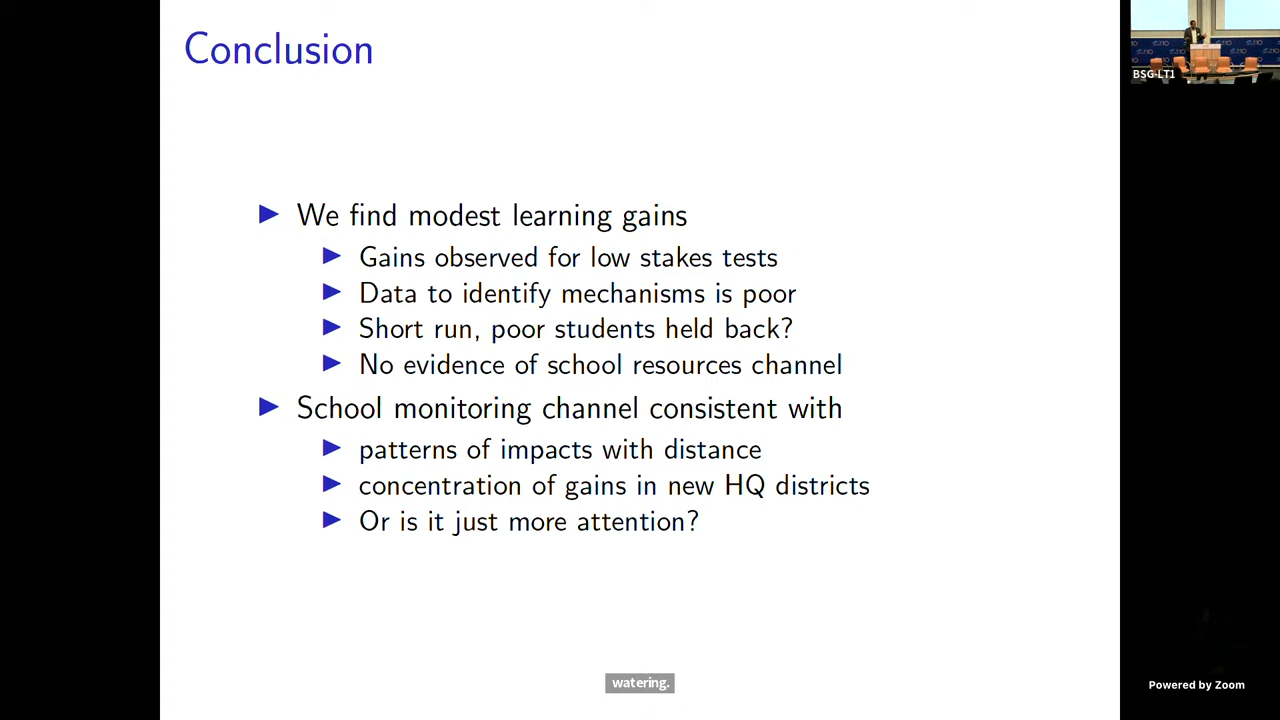 Conclusion
BSG-LT1
We find modest learning gains
Gains observed for low stakes tests
Data to identify mechanisms is poor
Short run, poor students held back?
No evidence of school resources channel
School monitoring channel consistent with
patterns of impacts with distance
concentration of gains in new HQ districts
Or is it just more attention?
watering.
Powered by Zoom